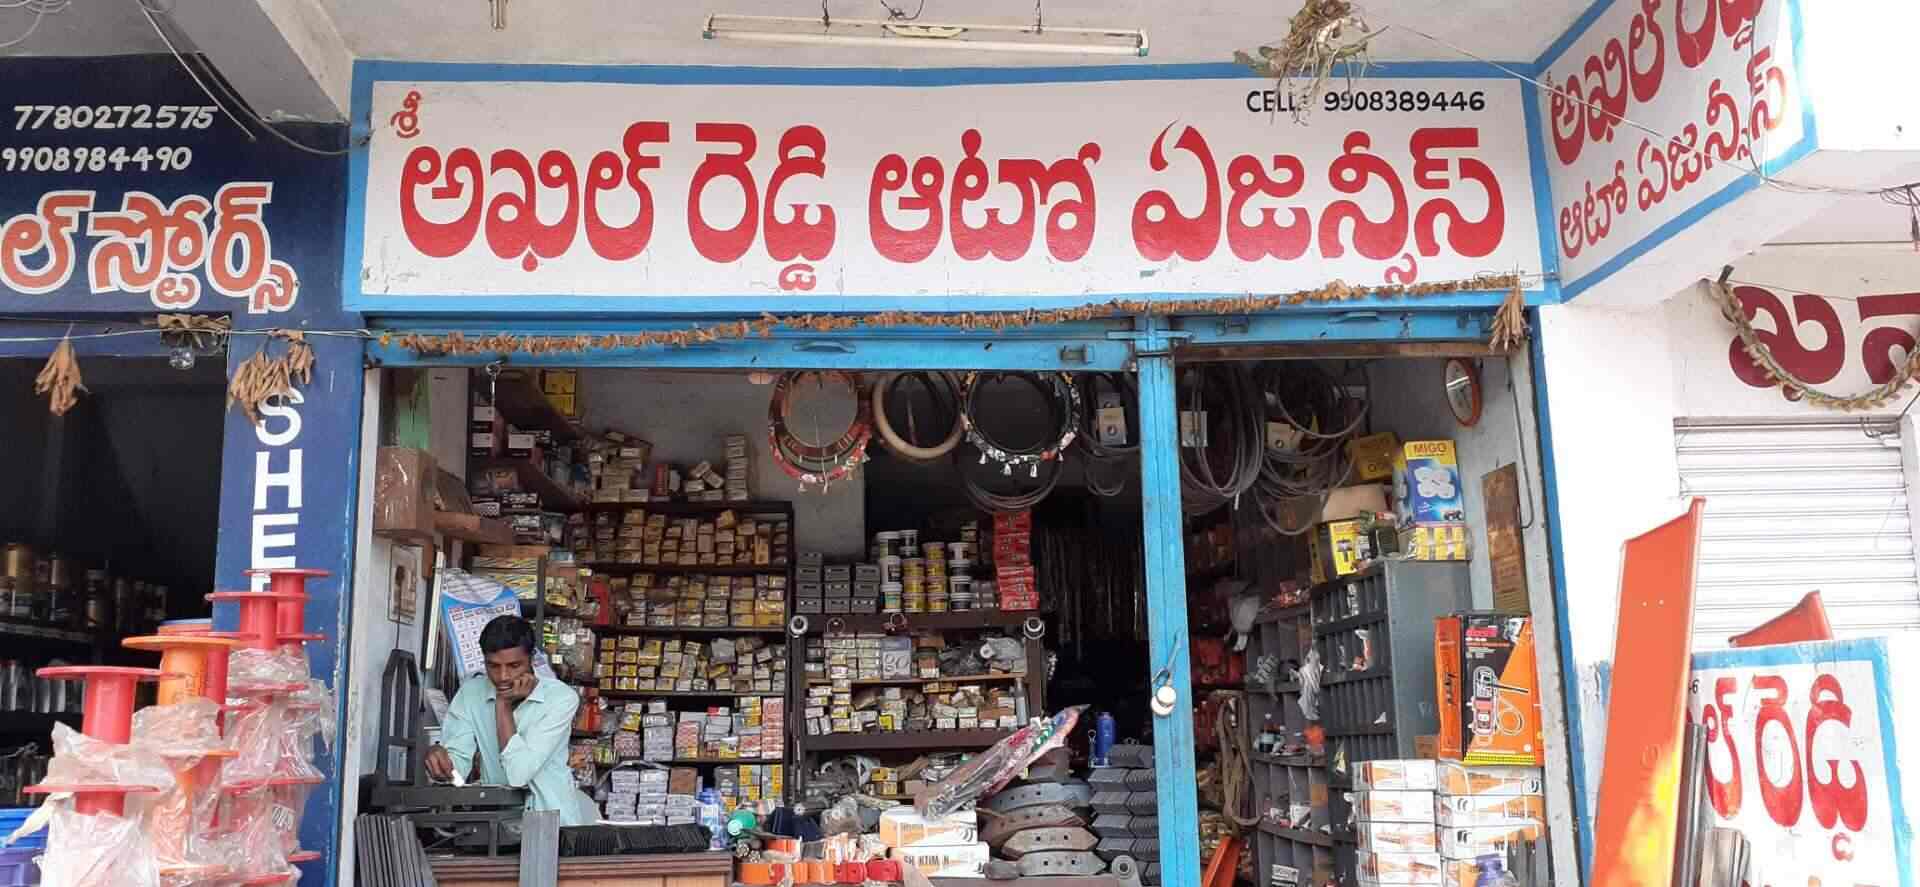 7780272575
9908984490
ల్ స్టోర్స్
SHE
శ్రీ
CELL: 9908389446
అఖిల్ రెడ్డి ఆటో ఏజన్సీస్
అఖిల్ రెడ్డి
ఆటో ఏజన్సీస్
MIGO
ల్ రెడ్డి